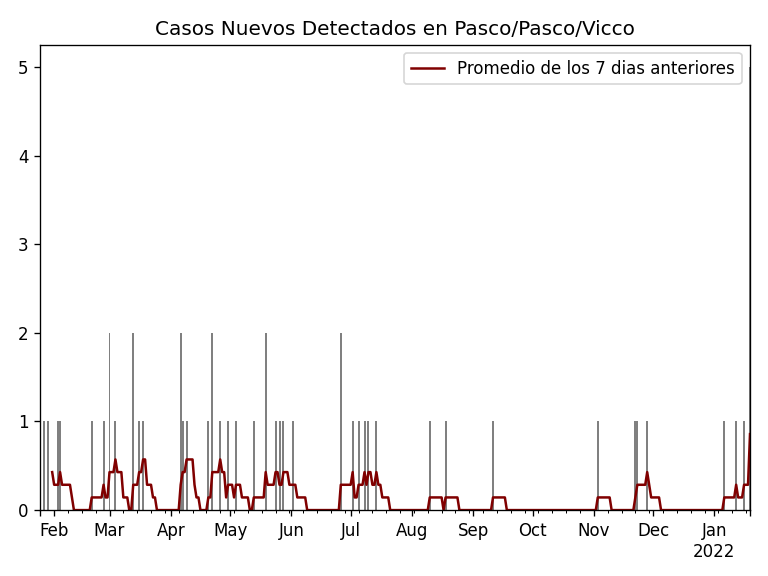 Casos Nuevos Detectados en Pasco/Pasco/Vicco
Promedio de los 7 dias anteriores
5
4
3
2
1
0
Feb Mar Apr May Jun Jul Aug Sep Oct Nov Dec Jan
2022